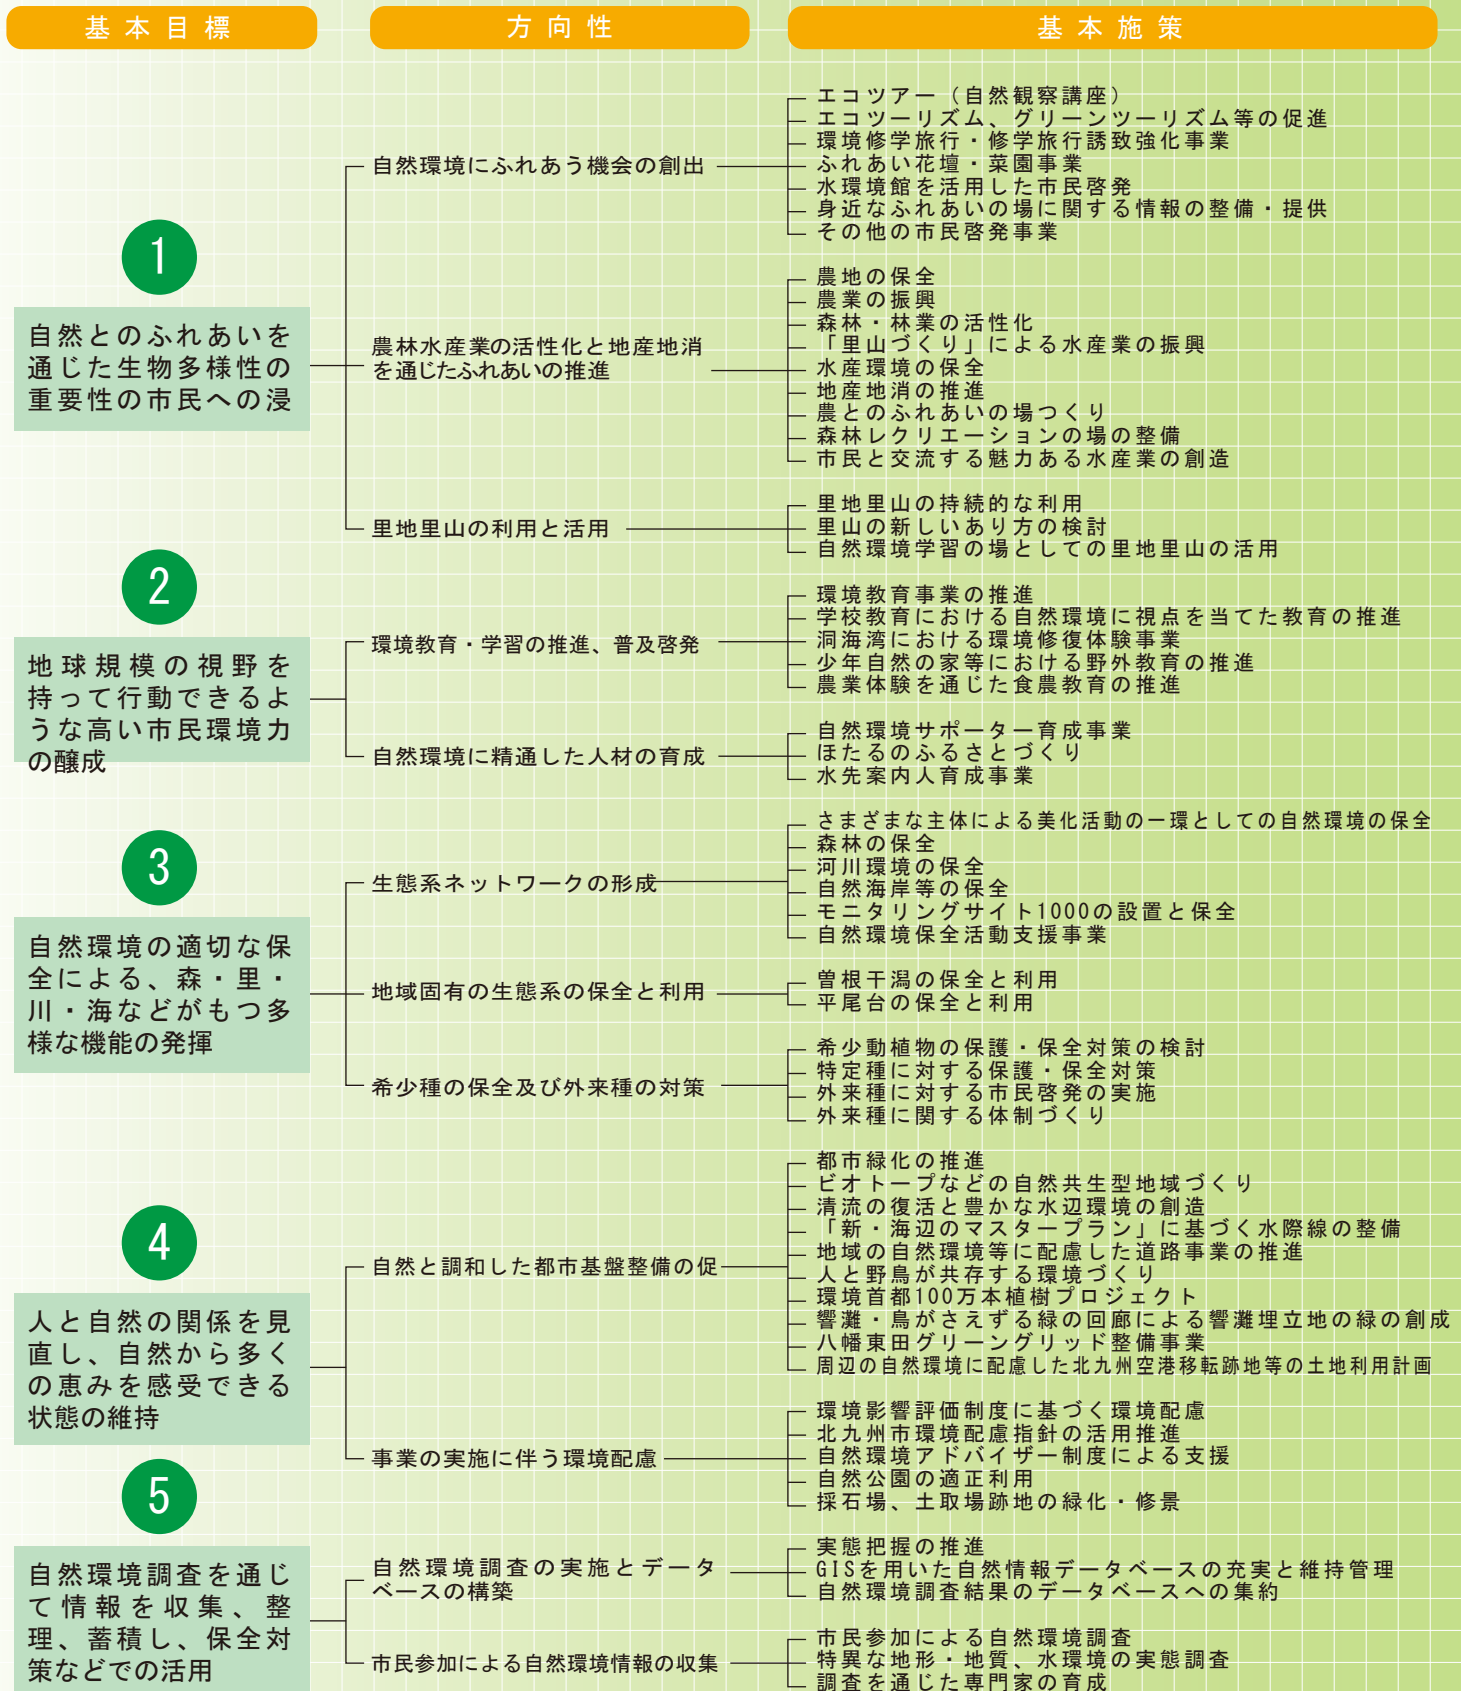 基本目標
方向性
基本施策
1
自然とのふれあいを
通じた生物多様性の
重要性の市民への浸
自然環境にふれあう機会の創出
エコツアー（自然観察講座）
エコツーリズム、グリーンツーリズム等の促進
環境修学旅行・修学旅行誘致強化事業
ふれあい花壇・菜園事業
水環境館を活用した市民啓発
身近なふれあいの場に関する情報の整備・提供
その他の市民啓発事業
農林水産業の活性化と地産地消
を通じたふれあいの推進
農地の保全
農業の振興
森林・林業の活性化
「里山づくり」による水産業の振興
水産環境の保全
地産地消の推進
農とのふれあいの場つくり
森林レクリエーションの場の整備
市民と交流する魅力ある水産業の創造
里地里山の利用と活用
里地里山の持続的な利用
里山の新しいあり方の検討
自然環境学習の場としての里地里山の活用
2
地球規模の視野を
持って行動できるよ
うな高い市民環境力
の醸成
環境教育・学習の推進、普及啓発
環境教育事業の推進
学校教育における自然環境に視点を当てた教育の推進
洞海湾における環境修復体験事業
少年自然の家等における野外教育の推進
農業体験を通じた食農教育の推進
自然環境に精通した人材の育成
自然環境サポーター育成事業
ほたるのふるさとづくり
水先案内人育成事業
3
自然環境の適切な保
全による、森・里・
川・海などがもつ多
様な機能の発揮
生態系ネットワークの形成
さまざまな主体による美化活動の一環としての自然環境の保全
森林の保全
河川環境の保全
自然海岸等の保全
モニタリングサイト1000の設置と保全
自然環境保全活動支援事業
地域固有の生態系の保全と利用
曽根干潟の保全と利用
平尾台の保全と利用
希少種の保全及び外来種の対策
希少動植物の保護・保全対策の検討
特定種に対する保護・保全対策
外来種に対する市民啓発の実施
外来種に関する体制づくり
4
人と自然の関係を見
直し、自然から多く
の恵みを感受できる
状態の維持
自然と調和した都市基盤整備の促
都市緑化の推進
ビオトープなどの自然共生型地域づくり
清流の復活と豊かな水辺環境の創造
「新・海辺のマスタープラン」に基づく水際線の整備
地域の自然環境等に配慮した道路事業の推進
人と野鳥が共存する環境づくり
環境首都100万本植樹プロジェクト
響灘・鳥がさえずる緑の回廊による響灘埋立地の緑の創成
八幡東田グリーングリッド整備事業
周辺の自然環境に配慮した北九州空港移転跡地等の土地利用計画
事業の実施に伴う環境配慮
環境影響評価制度に基づく環境配慮
北九州市環境配慮指針の活用推進
自然環境アドバイザー制度による支援
自然公園の適正利用
採石場、土取場跡地の緑化・修景
5
自然環境調査を通じ
て情報を収集、整
理、蓄積し、保全対
策などでの活用
自然環境調査の実施とデータ
ベースの構築
実態把握の推進
GISを用いた自然情報データベースの充実と維持管理
自然環境調査結果のデータベースへの集約
市民参加による自然環境情報の収集
市民参加による自然環境調査
特異な地形・地質、水環境の実態調査
調査を通じた専門家の育成